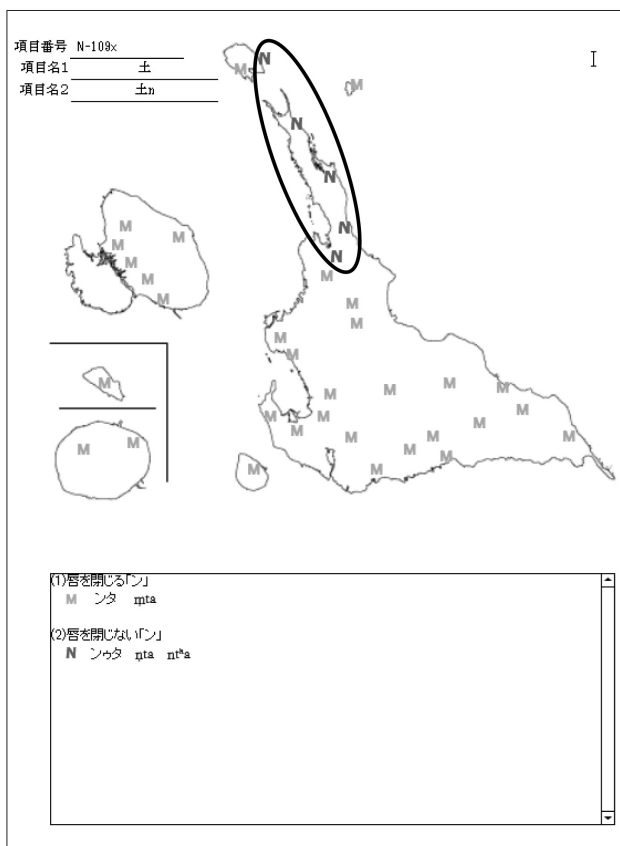 項目番号 N-109x
項目名1 土
項目名2 土n
N
M
M
N
N
M N
M M
N
M
M
M
M M
M
M
M
M
M M M M
M
M M
M
M
M M M
M M
M
M
M M
(1)唇を閉じる「ン」
M ンタ m̩ta
(2)唇を閉じない「ン」
N ンゥタ n̩ta ntʰa